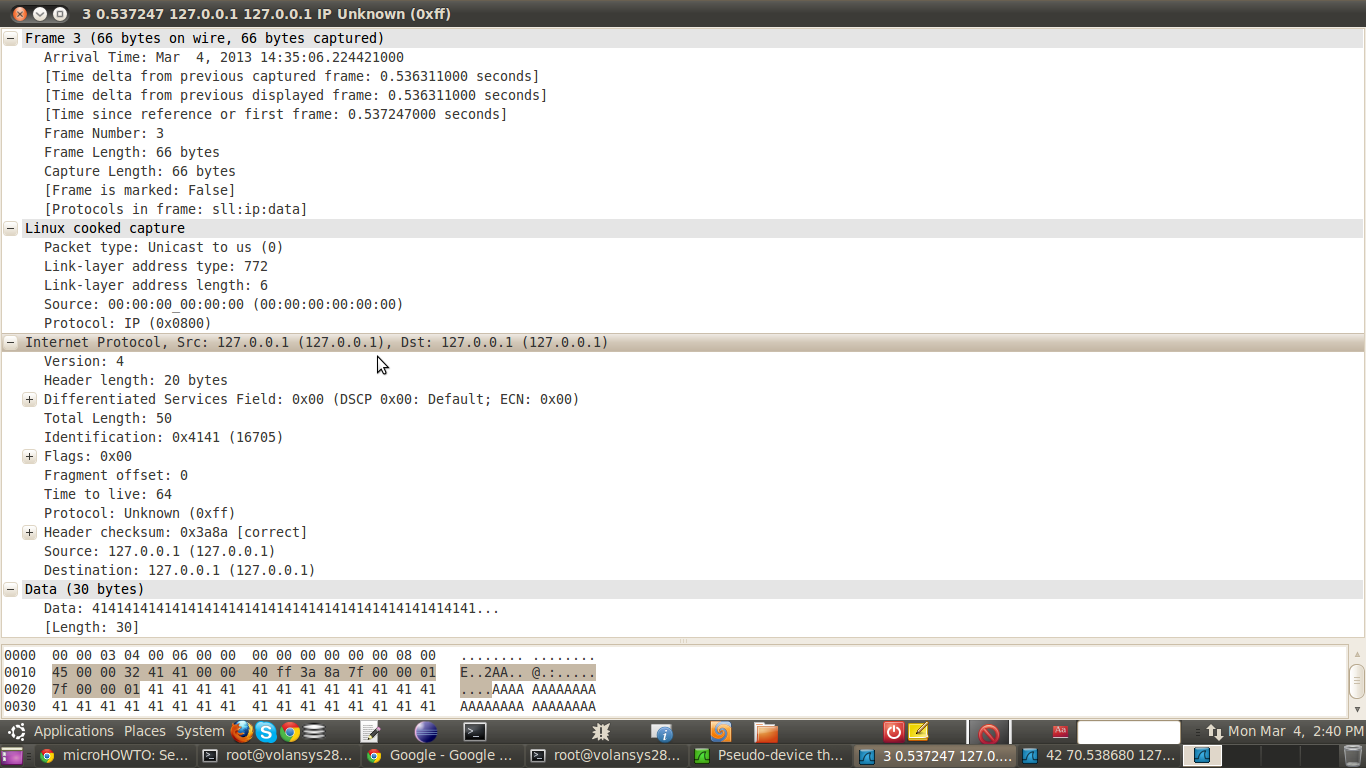 3 0.537247 127.0.0.1 127.0.0.1 IP Unknown (0xff)
Frame 3 (66 bytes on wire, 66 bytes captured)
Arrival Time: Mar  4, 2013 14:35:06.224421000
[Time delta from previous captured frame: 0.536311000 seconds]
[Time delta from previous displayed frame: 0.536311000 seconds]
[Time since reference or first frame: 0.537247000 seconds]
Frame Number: 3
Frame Length: 66 bytes
Capture Length: 66 bytes
[Frame is marked: False]
[Protocols in frame: sll:ip:data]
Linux cooked capture
Packet type: Unicast to us (0)
Link-layer address type: 772
Link-layer address length: 6
Source: 00:00:00_00:00:00 (00:00:00:00:00:00)
Protocol: IP (0x0800)
Internet Protocol, Src: 127.0.0.1 (127.0.0.1), Dst: 127.0.0.1 (127.0.0.1)
Version: 4
Header length: 20 bytes
Differentiated Services Field: 0x00 (DSCP 0x00: Default; ECN: 0x00)
Total Length: 50
Identification: 0x4141 (16705)
Flags: 0x00
Fragment offset: 0
Time to live: 64
Protocol: Unknown (0xff)
Header checksum: 0x3a8a [correct]
Source: 127.0.0.1 (127.0.0.1)
Destination: 127.0.0.1 (127.0.0.1)
Data (30 bytes)
Data: 414141414141414141414141414141414141414141414141...
[Length: 30]
0000  00 00 03 04 00 06 00 00  00 00 00 00 00 00 08 00   ........ ........
0010  45 00 00 32 41 41 00 00  40 ff 3a 8a 7f 00 00 01   E..2AA.. @.:.....
0020  7f 00 00 01 41 41 41 41  41 41 41 41 41 41 41 41   ....AAAA AAAAAAAA
0030  41 41 41 41 41 41 41 41  41 41 41 41 41 41 41 41   AAAAAAAA AAAAAAAA
Applications Places System Aa Mon Mar 4, 2:40 PM
microHOWTO: Se... root@volansys28... Google - Google ... root@volansys28... Pseudo-device th... 3 0.537247 127.0.... 42 70.538680 127...